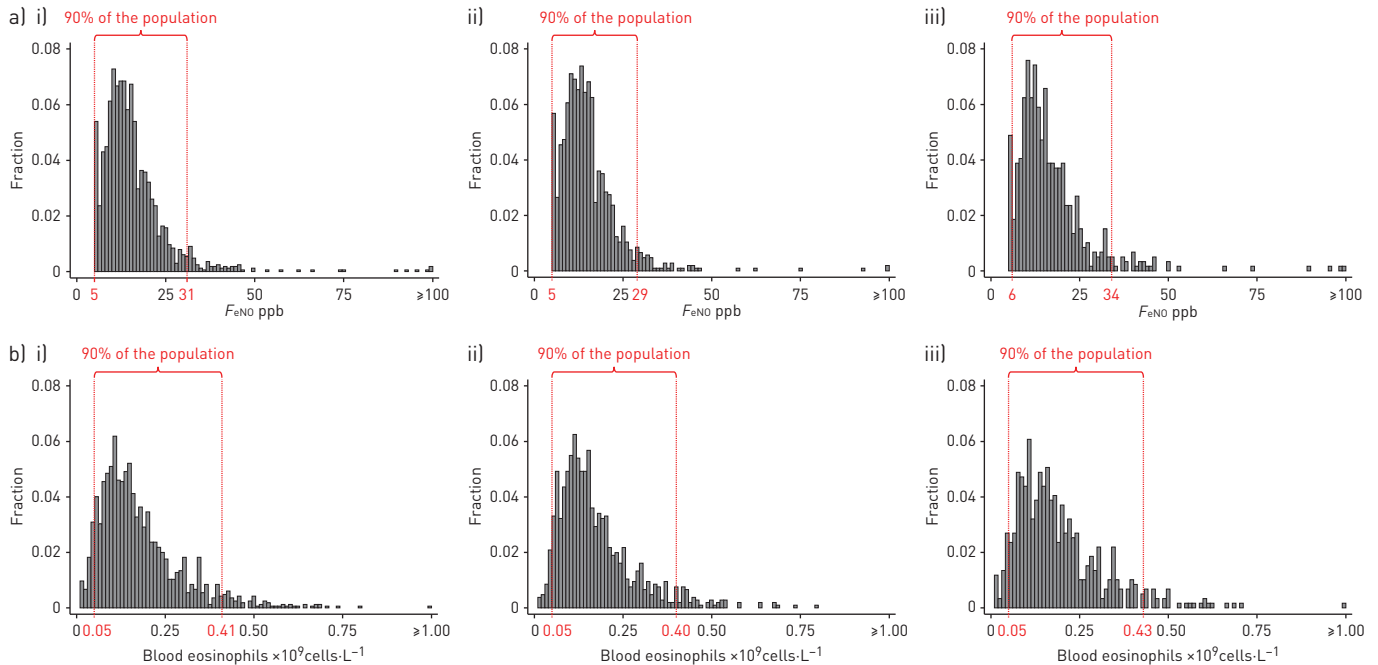 a) i)
90% of the population
0.08
0.06
0.04
0.02
0
Fraction
0 5 25 31 50 75 ≥100
FeNO ppb
ii)
90% of the population
0.08
0.06
0.04
0.02
0
Fraction
0 5 25 29 50 75 ≥100
FeNO ppb
iii)
90% of the population
0.08
0.06
0.04
0.02
0
Fraction
0 6 25 34 50 75 ≥100
FeNO ppb
b) i)
90% of the population
0.08
0.06
0.04
0.02
0
Fraction
0 0.05 0.25 0.41 0.50 0.75 ≥1.00
Blood eosinophils ×10⁹cells·L⁻¹
ii)
90% of the population
0.08
0.06
0.04
0.02
0
Fraction
0 0.05 0.25 0.40 0.50 0.75 ≥1.00
Blood eosinophils ×10⁹cells·L⁻¹
iii)
90% of the population
0.08
0.06
0.04
0.02
0
Fraction
0 0.05 0.25 0.43 0.50 0.75 ≥1.00
Blood eosinophils ×10⁹cells·L⁻¹